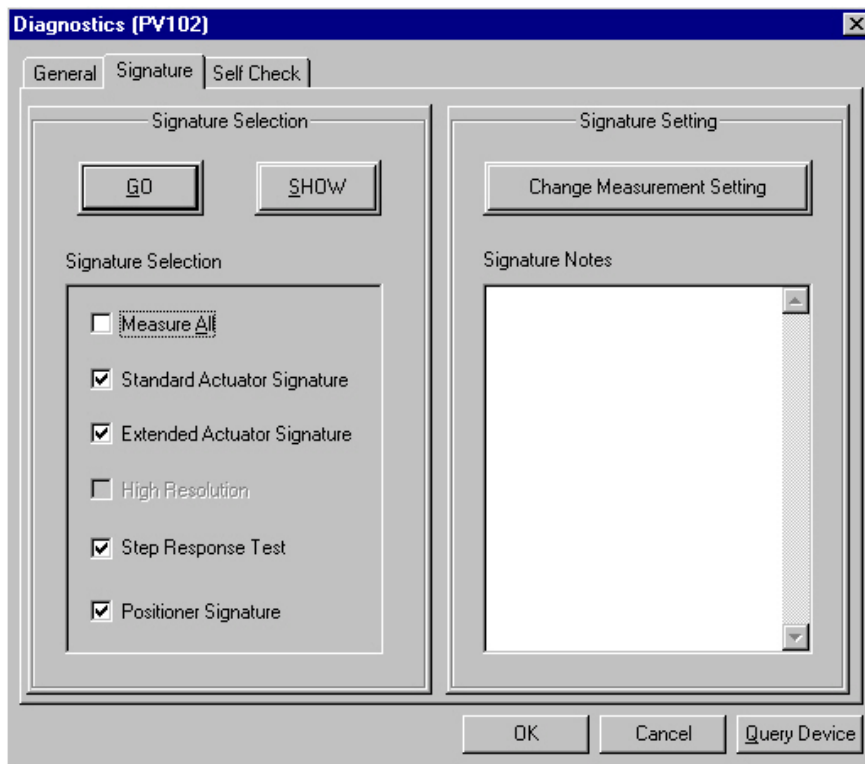 Diagnostics (PV102)
General Signature Self Check
Signature Selection
GO SHOW
Signature Selection
Measure All
Standard Actuator Signature
Extended Actuator Signature
High Resolution
Step Response Test
Positioner Signature
Signature Setting
Change Measurement Setting
Signature Notes
OK Cancel Query Device